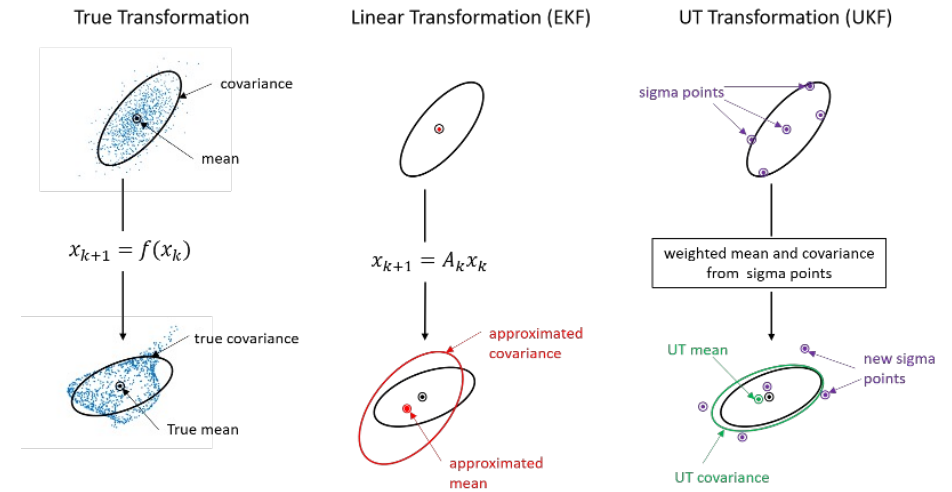 True Transformation
Linear Transformation (EKF)
UT Transformation (UKF)
covariance
mean
sigma points
x_{k+1} = f(x_k)
x_{k+1} = A_k x_k
weighted mean and covariance
from sigma points
true covariance
True mean
approximated
covariance
approximated
mean
UT mean
new sigma
points
UT covariance